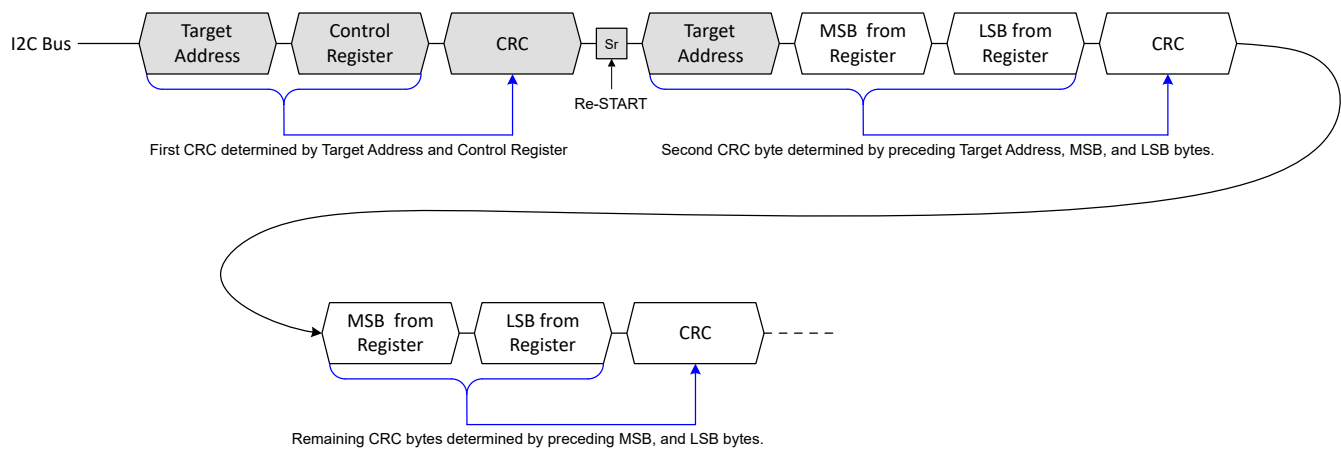 I2C Bus
Target
Address
Control
Register
CRC
Sr
Re-START
Target
Address
MSB from
Register
LSB from
Register
CRC
First CRC determined by Target Address and Control Register
Second CRC byte determined by preceding Target Address, MSB, and LSB bytes.
MSB from
Register
LSB from
Register
CRC
Remaining CRC bytes determined by preceding MSB, and LSB bytes.